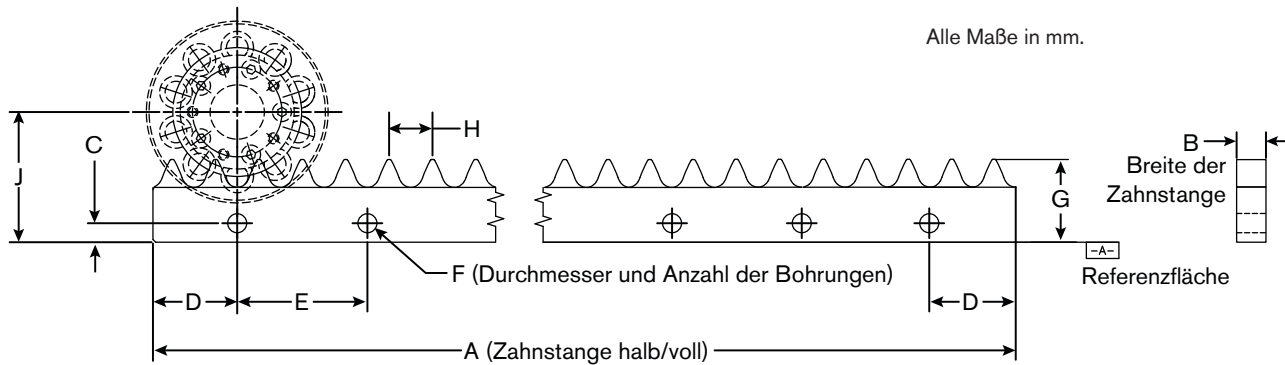 Alle Maße in mm.
C
J
H
B
Breite der
Zahnstange
G
F (Durchmesser und Anzahl der Bohrungen)
-A-
Referenzfläche
D
E
D
A (Zahnstange halb/voll)